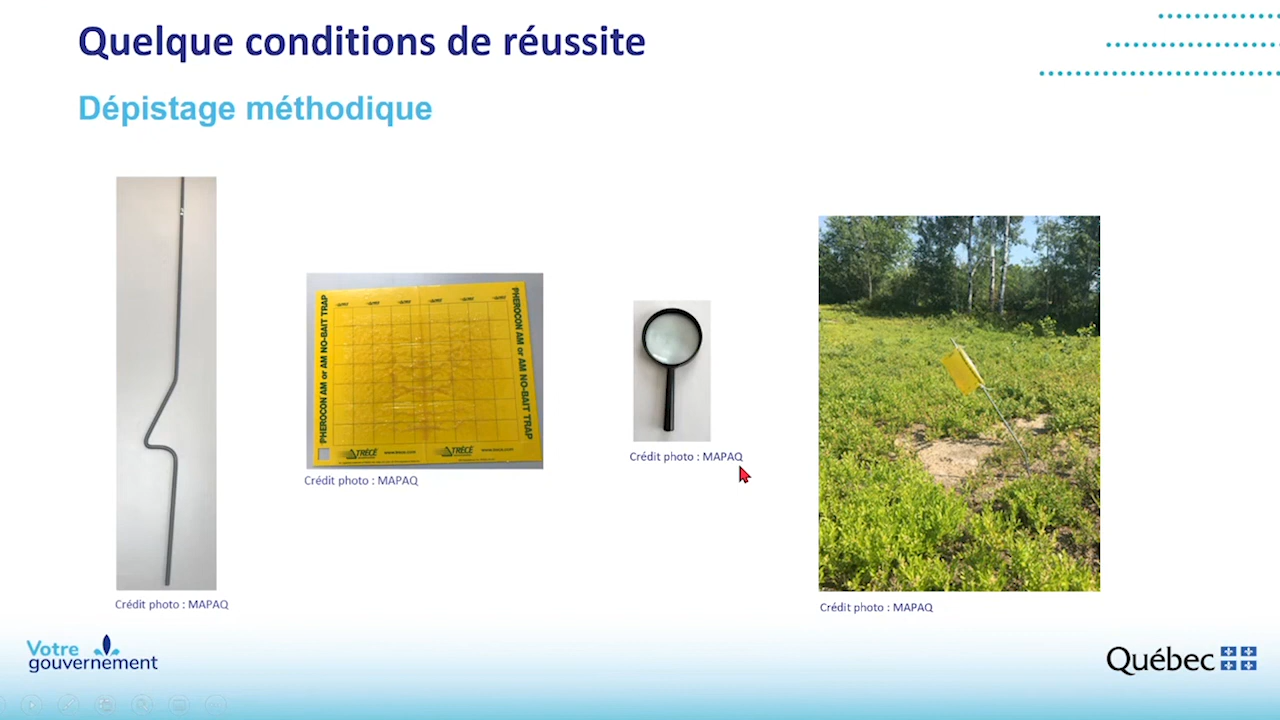 Quelque conditions de réussite
Dépistage méthodique
PHEROCON AM or AM NO-BAIT TRAP
PHEROCON AM or AM NO-BAIT TRAP
TRÉCÉ
TRÉCÉ
Crédit photo : MAPAQ
Crédit photo : MAPAQ
Crédit photo : MAPAQ
Crédit photo : MAPAQ
Votre
gouvernement
Québec